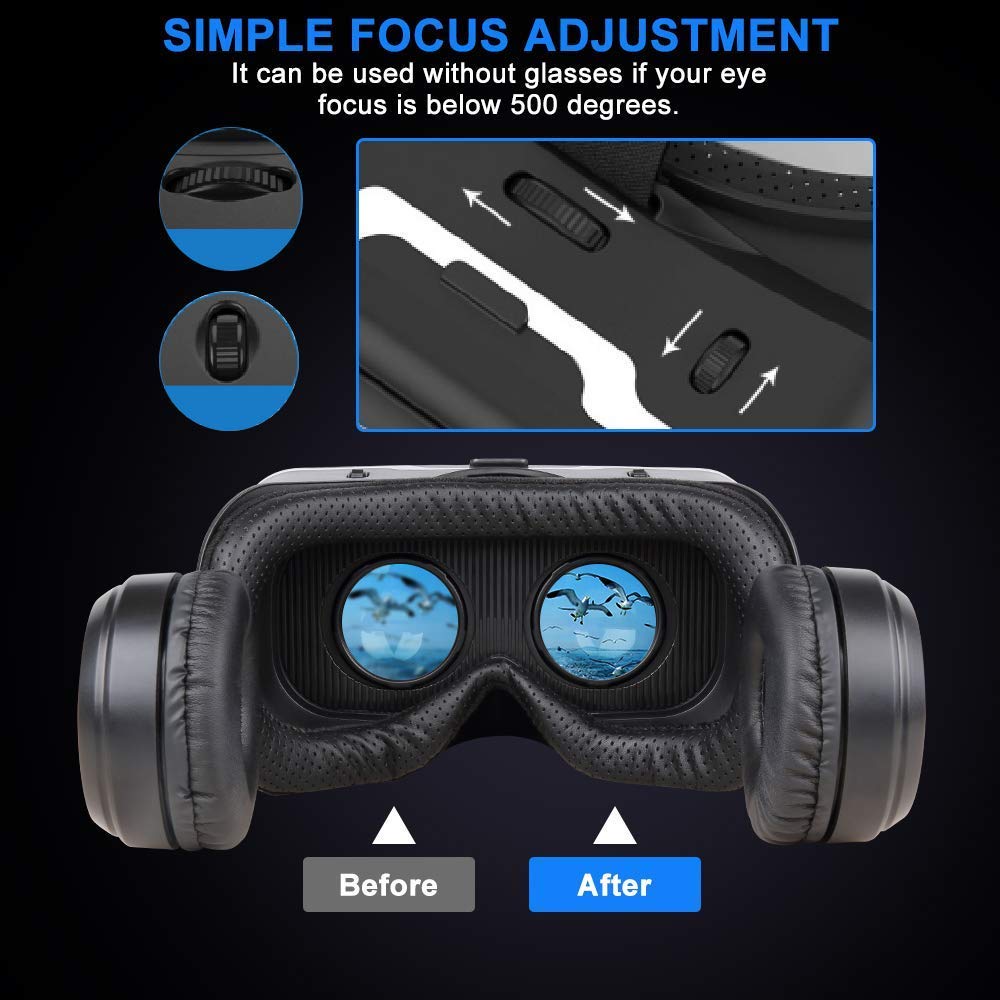 SIMPLE FOCUS ADJUSTMENT
It can be used without glasses if your eye
focus is below 500 degrees.
Before
After